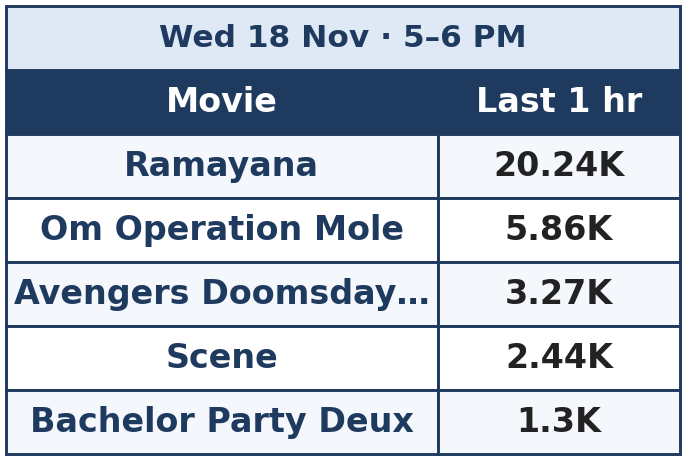 Wed 18 Nov · 5–6 PM
Movie Last 1 hr
Ramayana 20.24K
Om Operation Mole 5.86K
Avengers Doomsday... 3.27K
Scene 2.44K
Bachelor Party Deux 1.3K